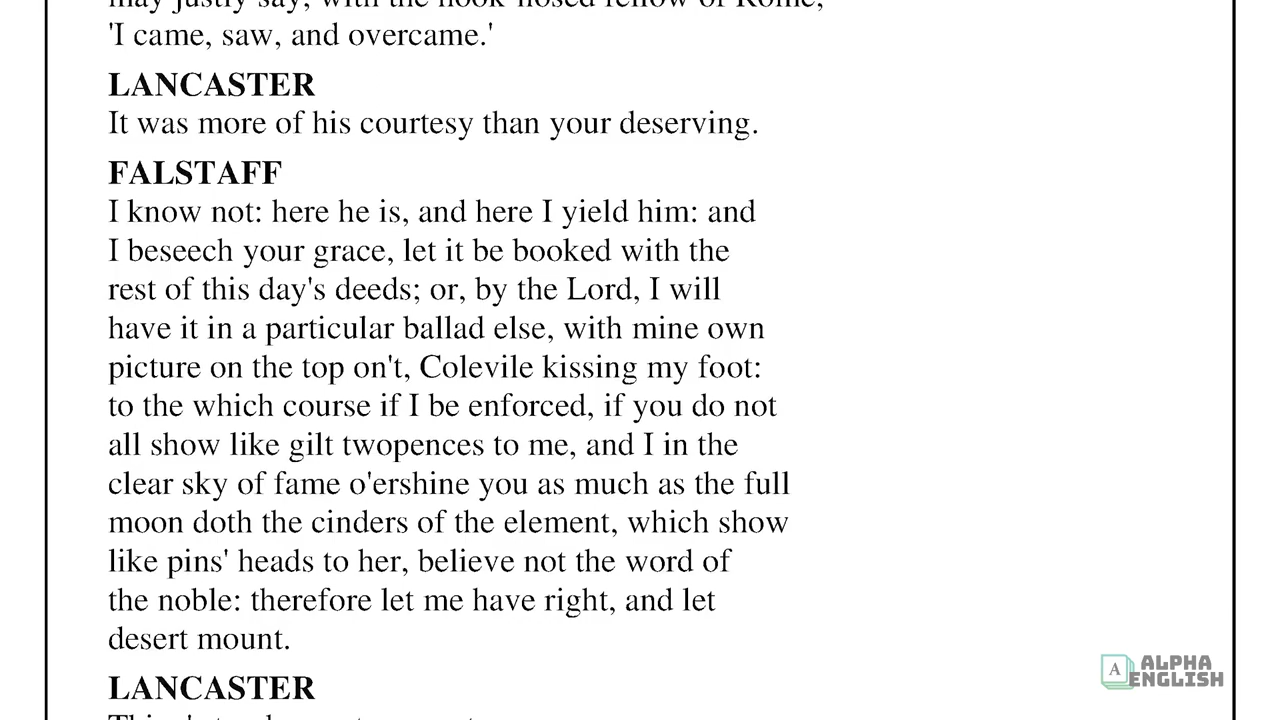 may justly say, with the hook-nosed fellow of Rome,
'I came, saw, and overcame.'
LANCASTER
It was more of his courtesy than your deserving.
FALSTAFF
I know not: here he is, and here I yield him: and
I beseech your grace, let it be booked with the
rest of this day's deeds; or, by the Lord, I will
have it in a particular ballad else, with mine own
picture on the top on't, Colevile kissing my foot:
to the which course if I be enforced, if you do not
all show like gilt twopences to me, and I in the
clear sky of fame o'ershine you as much as the full
moon doth the cinders of the element, which show
like pins' heads to her, believe not the word of
the noble: therefore let me have right, and let
desert mount.
LANCASTER
A ALPHA
ENGLISH